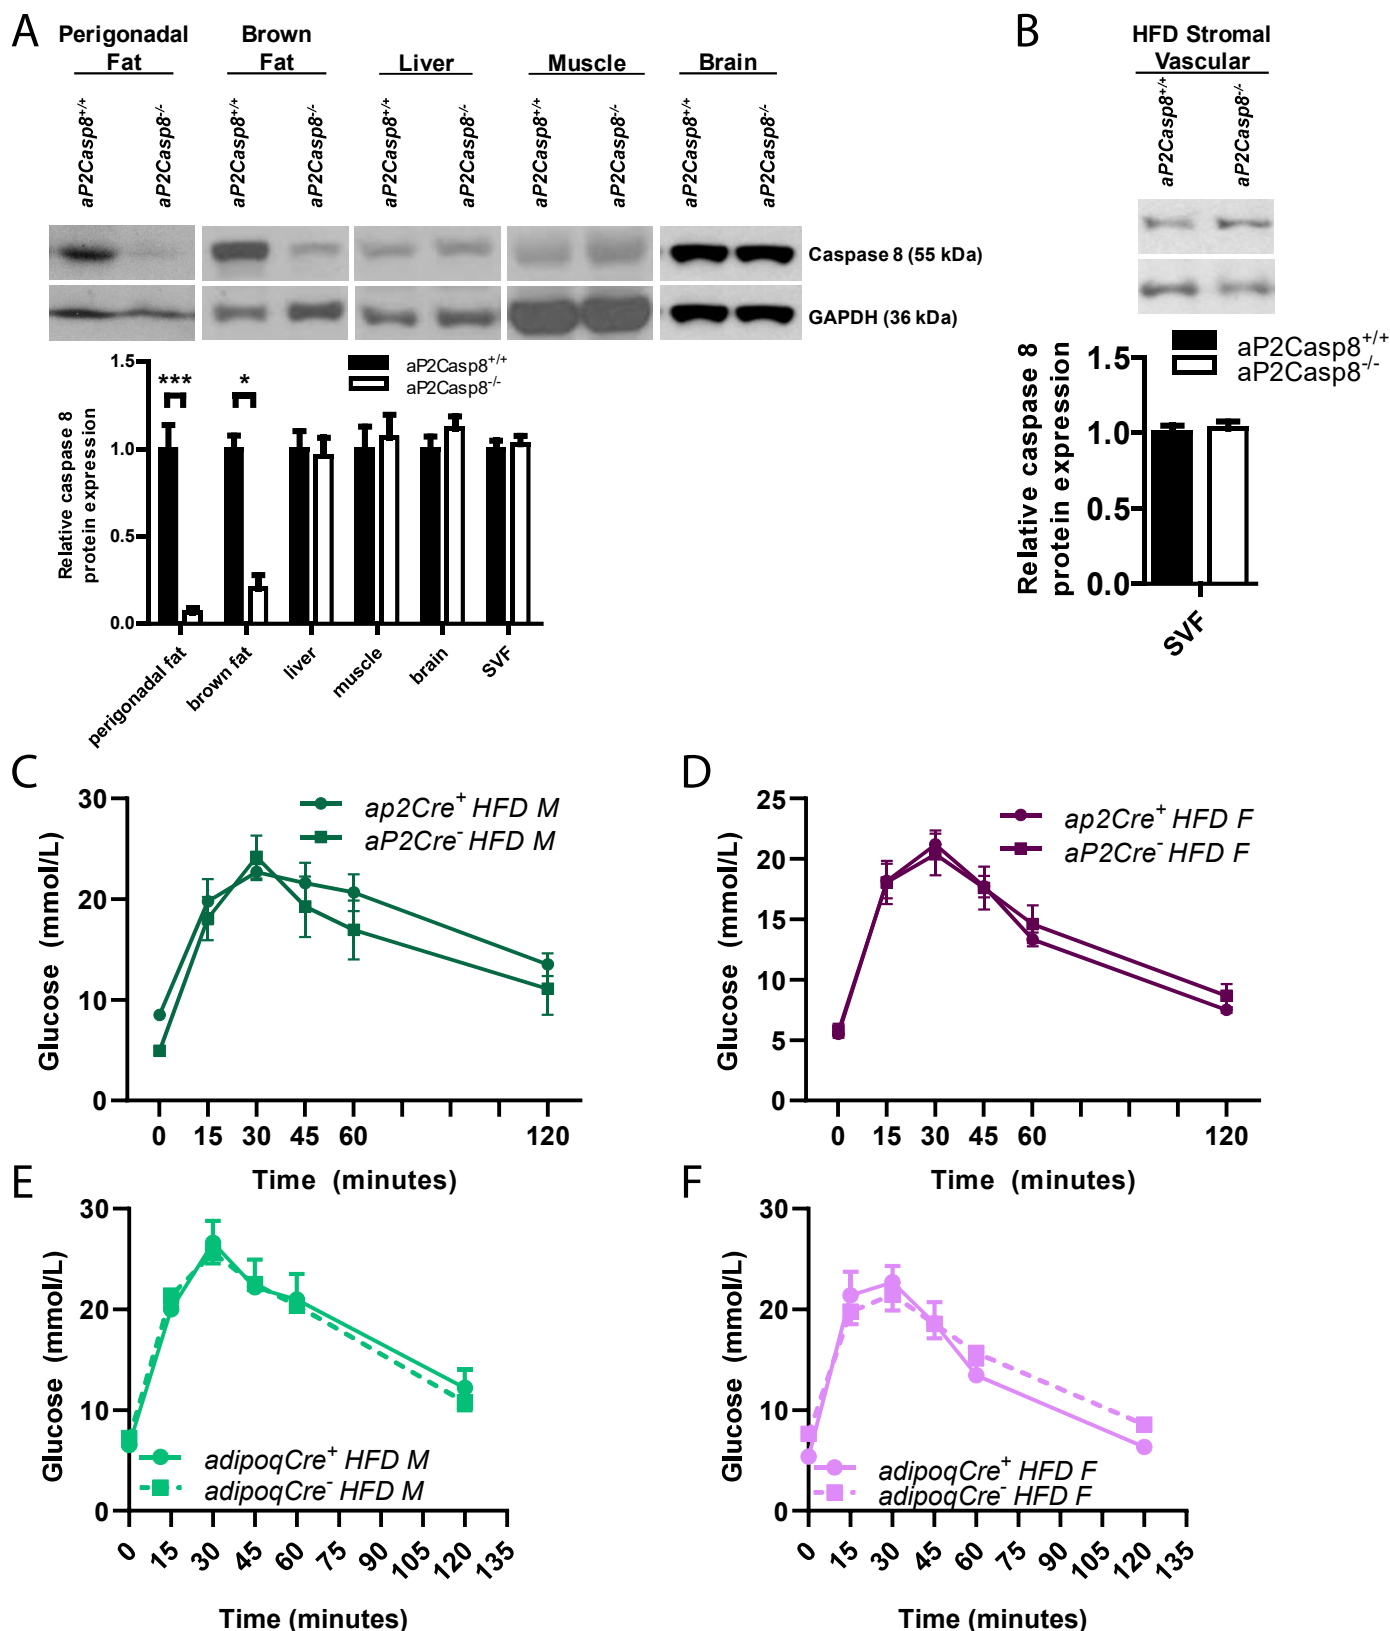 A
Perigonadal Fat
Brown Fat
Liver
Muscle
Brain
aP2Casp8+/+
aP2Casp8-/-
aP2Casp8+/+
aP2Casp8-/-
aP2Casp8+/+
aP2Casp8-/-
aP2Casp8+/+
aP2Casp8-/-
aP2Casp8+/+
aP2Casp8-/-
Caspase 8 (55 kDa)
GAPDH (36 kDa)
Relative caspase 8
protein expression
1.5
1.0
0.5
0.0
***
*
aP2Casp8+/+
aP2Casp8-/-
perigonadal fat
brown fat
liver
muscle
brain
SVF
B
HFD Stromal
Vascular
aP2Casp8+/+
aP2Casp8-/-
Relative caspase 8
protein expression
1.5
1.0
0.5
0.0
aP2Casp8+/+
aP2Casp8-/-
SVF
C
Glucose (mmol/L)
30
20
10
0
ap2Cre+ HFD M
aP2Cre- HFD M
0 15 30 45 60 120
Time (minutes)
D
Glucose (mmol/L)
25
20
15
10
5
0
ap2Cre+ HFD F
aP2Cre- HFD F
0 15 30 45 60 120
Time (minutes)
E
Glucose (mmol/L)
30
20
10
0
adipoqCre+ HFD M
adipoqCre- HFD M
0 15 30 45 60 75 90 105 120 135
Time (minutes)
F
Glucose (mmol/L)
30
20
10
0
adipoqCre+ HFD F
adipoqCre- HFD F
0 15 30 45 60 75 90 105 120 135
Time (minutes)